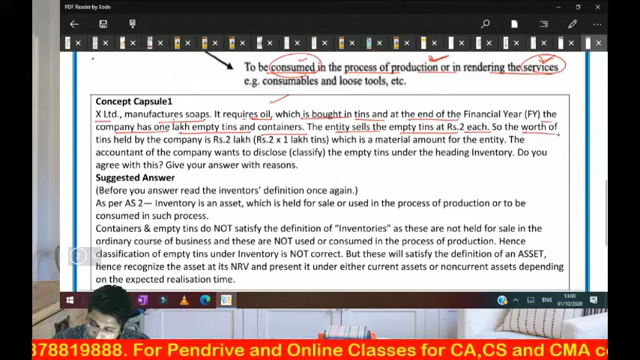 PDF Reader by Xodo
To be consumed in the process of production or in rendering the services
e.g. consumables and loose tools, etc.
Concept Capsule1
X Ltd., manufactures soaps. It requires oil, which is bought in tins and at the end of the Financial Year (FY) the
company has one lakh empty tins and containers. The entity sells the empty tins at Rs.2 each. So the worth of
tins held by the company is Rs.2 lakh (Rs.2 x 1 lakh tins) which is a material amount for the entity. The
accountant of the company wants to disclose (classify) the empty tins under the heading Inventory. Do you
agree with this? Give your answer with reasons.
Suggested Answer
(Before you answer read the inventors' definition once again.)
As per AS 2— Inventory is an asset, which is held for sale or used in the process of production or to be
consumed in such process.
Containers & empty tins do NOT satisfy the definition of "Inventories" as these are not held for sale in the
ordinary course of business and these are NOT used or consumed in the process of production. Hence
classification of empty tins under Inventory is NOT correct. But these will satisfy the definition of an ASSET,
hence recognize the asset at its NRV and present it under either current assets or noncurrent assets depending
on the expected realisation time.
ENG
13:00
01/10/2020
878819888. For Pendrive and Online Classes for CA,CS and CMA co